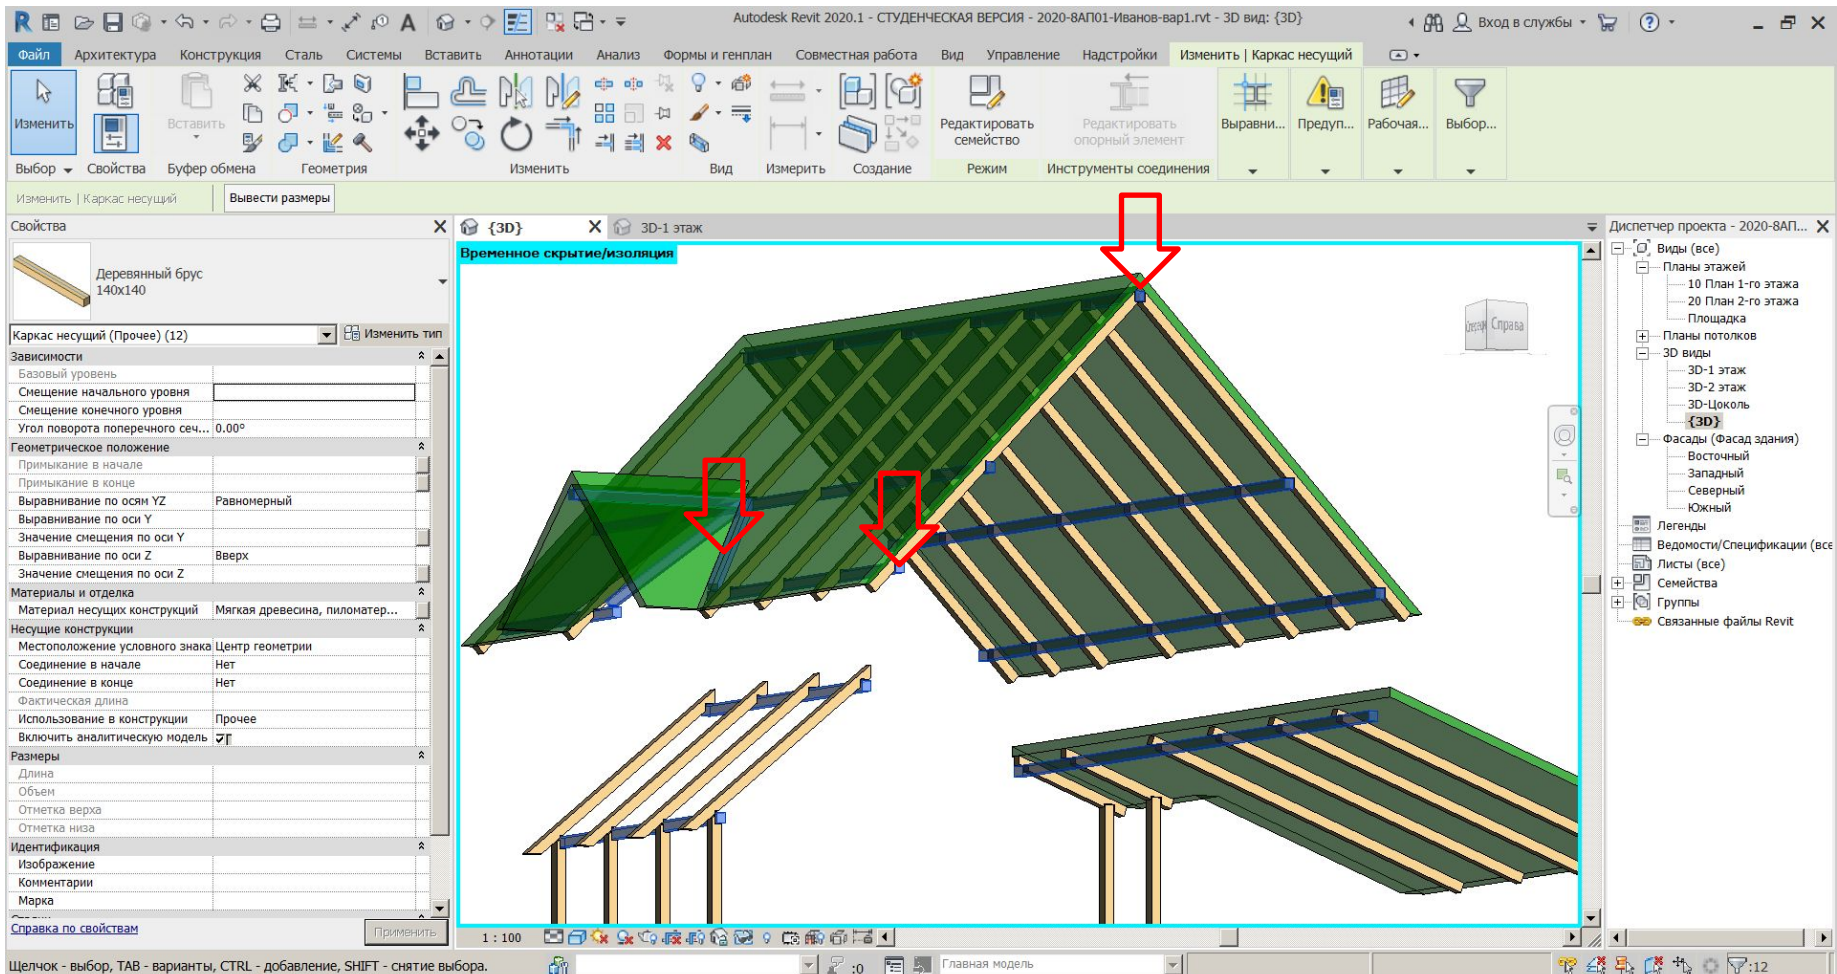 Autodesk Revit 2020.1 - СТУДЕНЧЕСКАЯ ВЕРСИЯ - 2020-8АП01-Иванов-вар1.rvt - 3D вид: {3D}
Вход в службы
Файл Архитектура Конструкция Сталь Системы Вставить Аннотации Анализ Формы и генплан Совместная работа Вид Управление Надстройки Изменить | Каркас несущий
Изменить
Вставить
Редактировать семейство
Редактировать опорный элемент
Выравни... Предуп... Рабочая... Выбор...
Выбор Свойства Буфер обмена Геометрия Изменить Вид Измерить Создание Режим Инструменты соединения
Изменить | Каркас несущий Вывести размеры
Свойства
{3D}
3D-1 этаж
Диспетчер проекта - 2020-8АП...
Временное скрытие/изоляция
Деревянный брус
140x140
Каркас несущий (Прочее) (12) Изменить тип
Зависимости
Базовый уровень
Смещение начального уровня
Смещение конечного уровня
Угол поворота поперечного сеч... 0.00°
Геометрическое положение
Примыкание в начале
Примыкание в конце
Выравнивание по осям YZ Равномерный
Выравнивание по оси Y
Значение смещения по оси Y
Выравнивание по оси Z Вверх
Значение смещения по оси Z
Материалы и отделка
Материал несущих конструкций Мягкая древесина, пиломатер...
Несущие конструкции
Местоположение условного знака Центр геометрии
Соединение в начале Нет
Соединение в конце Нет
Фактическая длина
Использование в конструкции Прочее
Включить аналитическую модель
Размеры
Длина
Объем
Отметка верха
Отметка низа
Идентификация
Изображение
Комментарии
Марка
Справка по свойствам Применить
Справа
Виды (все)
Планы этажей
10 План 1-го этажа
20 План 2-го этажа
Площадка
Планы потолков
3D виды
3D-1 этаж
3D-2 этаж
3D-Цоколь
{3D}
Фасады (Фасад здания)
Восточный
Западный
Северный
Южный
Легенды
Ведомости/Спецификации (все
Листы (все)
Семейства
Группы
Связанные файлы Revit
1 : 100
Щелчок - выбор, TAB - варианты, CTRL - добавление, SHIFT - снятие выбора.
:0
Главная модель
:12